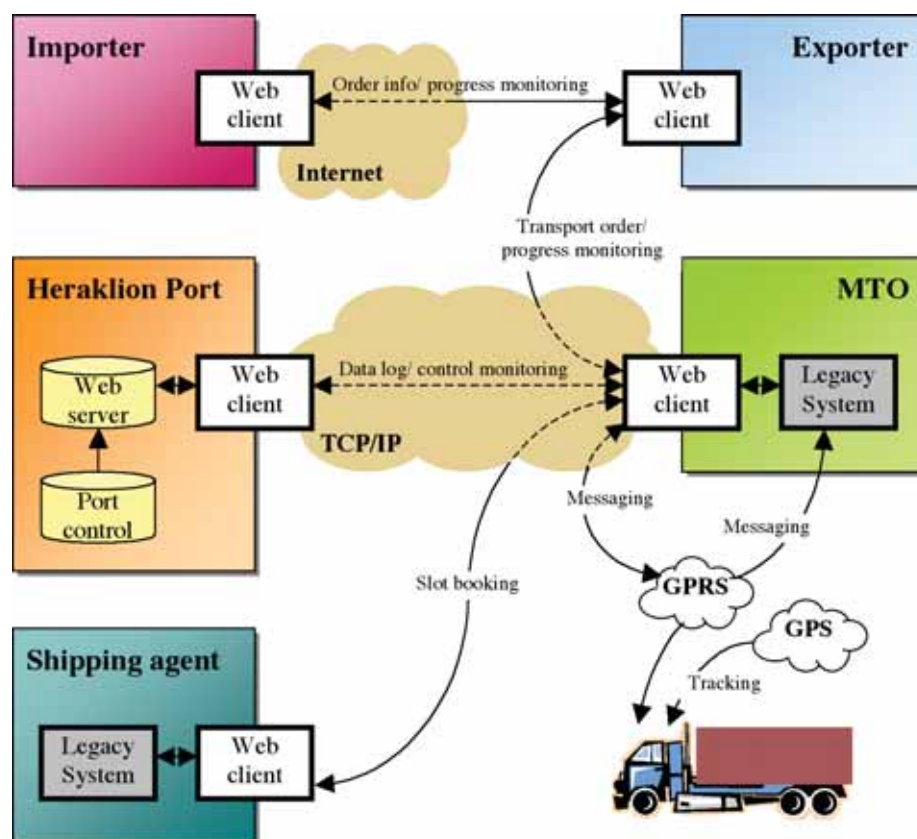 Importer
Exporter
Web
client
Order info/ progress monitoring
Web
client
Internet
Transport order/
progress monitoring
Heraklion Port
MTO
Web
server
Web
client
Data log/ control monitoring
Web
client
Legacy
System
TCP/IP
Port
control
Messaging
Messaging
Slot booking
GPRS
GPS
Shipping agent
Tracking
Legacy
System
Web
client